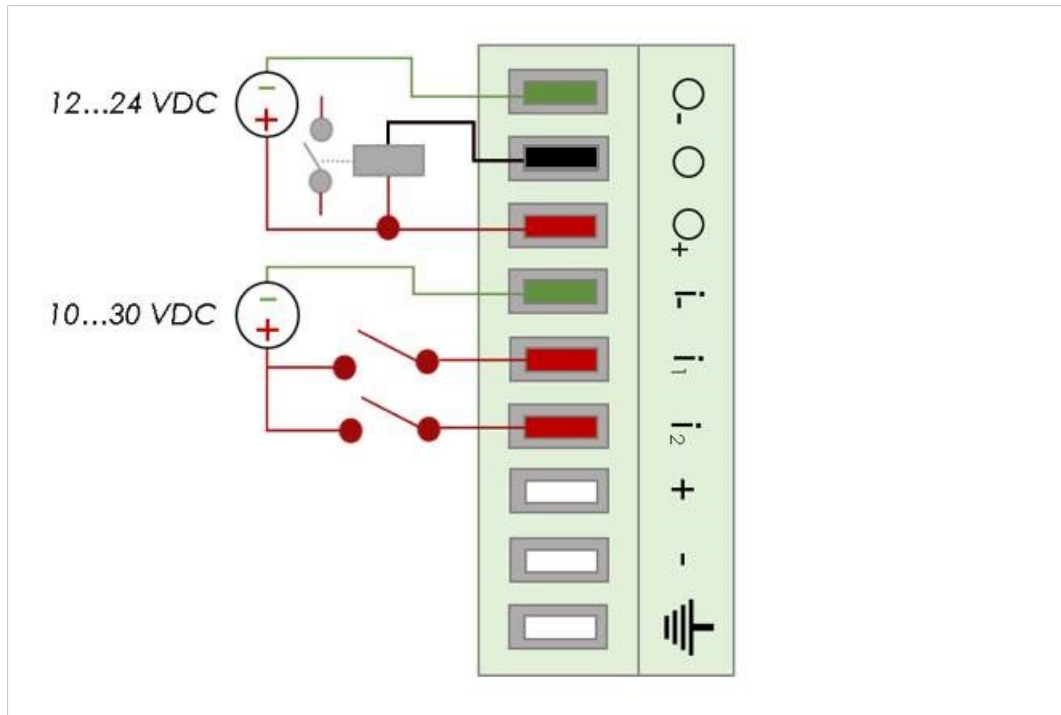 12...24 VDC
-
+
O-
O
O+
10...30 VDC
-
+
i-
i1
i2
+
-